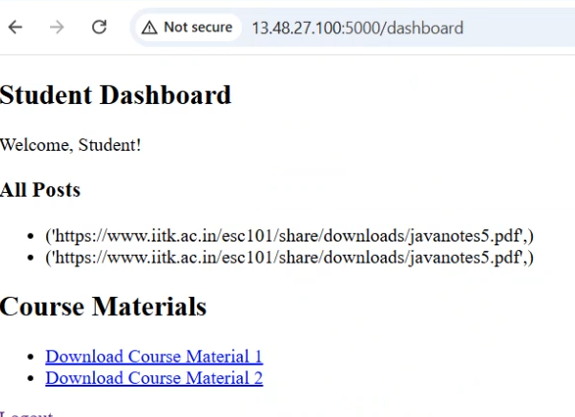 Not secure 13.48.27.100:5000/dashboard
Student Dashboard
Welcome, Student!
All Posts
• ('https://www.iitk.ac.in/esc101/share/downloads/javanotes5.pdf',)
• ('https://www.iitk.ac.in/esc101/share/downloads/javanotes5.pdf',)
Course Materials
• Download Course Material 1
• Download Course Material 2
Logout